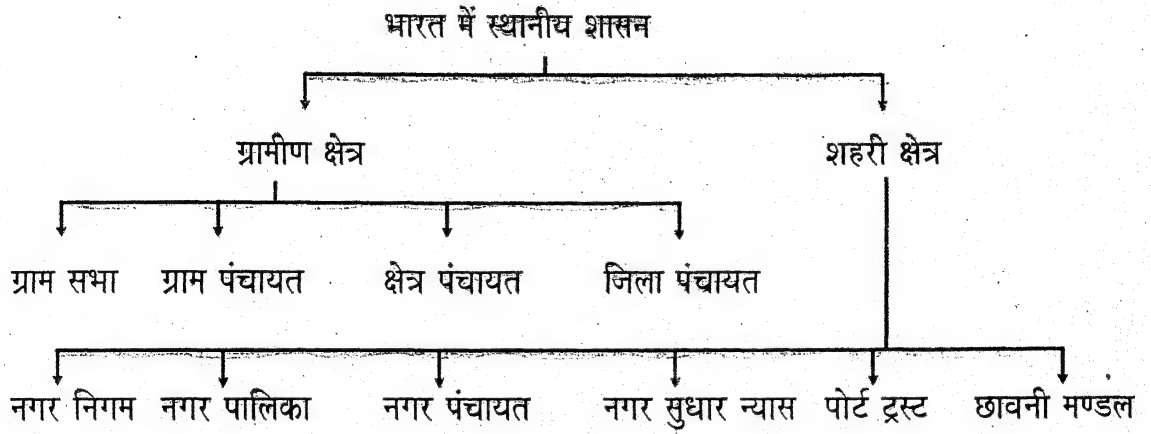 भारत में स्थानीय शासन
ग्रामीण क्षेत्र शहरी क्षेत्र
ग्राम सभा ग्राम पंचायत क्षेत्र पंचायत जिला पंचायत
नगर निगम नगर पालिका नगर पंचायत नगर सुधार न्यास पोर्ट ट्रस्ट छावनी मण्डल